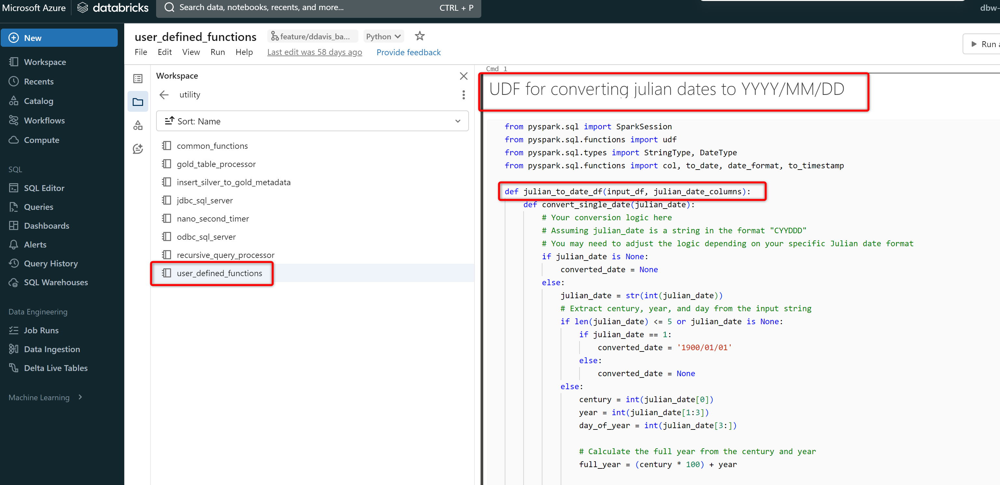 Microsoft Azure
databricks
Search data, notebooks, recents, and more...
CTRL + P
dbw-
New
Workspace
Recents
Catalog
Workflows
Compute
SQL
SQL Editor
Queries
Dashboards
Alerts
Query History
SQL Warehouses
Data Engineering
Job Runs
Data Ingestion
Delta Live Tables
Machine Learning
user_defined_functions
feature/ddavis_ba...
Python
File Edit View Run Help Last edit was 58 days ago Provide feedback
Run a
Workspace
utility
Sort: Name
common_functions
gold_table_processor
insert_silver_to_gold_metadata
jdbc_sql_server
nano_second_timer
odbc_sql_server
recursive_query_processor
user_defined_functions
Cmd 1
UDF for converting julian dates to YYYY/MM/DD
from pyspark.sql import SparkSession
from pyspark.sql.functions import udf
from pyspark.sql.types import StringType, DateType
from pyspark.sql.functions import col, to_date, date_format, to_timestamp
def julian_to_date_df(input_df, julian_date_columns):
def convert_single_date(julian_date):
# Your conversion logic here
# Assuming julian_date is a string in the format "CYYDDD"
# You may need to adjust the logic depending on your specific Julian date format
if julian_date is None:
converted_date = None
else:
julian_date = str(int(julian_date))
# Extract century, year, and day from the input string
if len(julian_date) <= 5 or julian_date is None:
if julian_date == 1:
converted_date = '1900/01/01'
else:
converted_date = None
else:
century = int(julian_date[0])
year = int(julian_date[1:3])
day_of_year = int(julian_date[3:])
# Calculate the full year from the century and year
full_year = (century * 100) + year